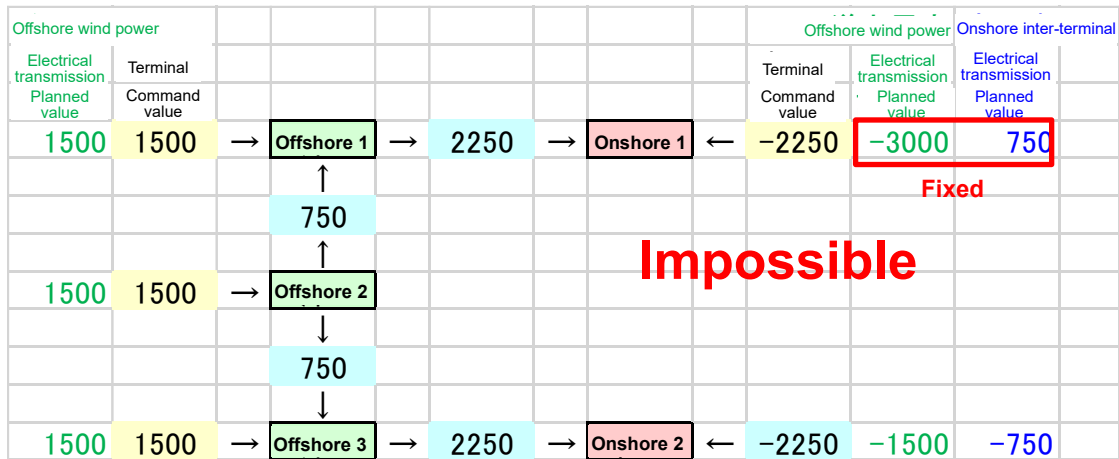 Offshore wind power
Offshore wind power Onshore inter-terminal
Electrical transmission Terminal Terminal Electrical transmission Electrical transmission
Planned value Command value Command value Planned value Planned value
1500 1500 → Offshore 1 → 2250 → Onshore 1 ← −2250 −3000 750
↑ Fixed
750
↑ Impossible
1500 1500 → Offshore 2
↓
750
↓
1500 1500 → Offshore 3 → 2250 → Onshore 2 ← −2250 −1500 −750